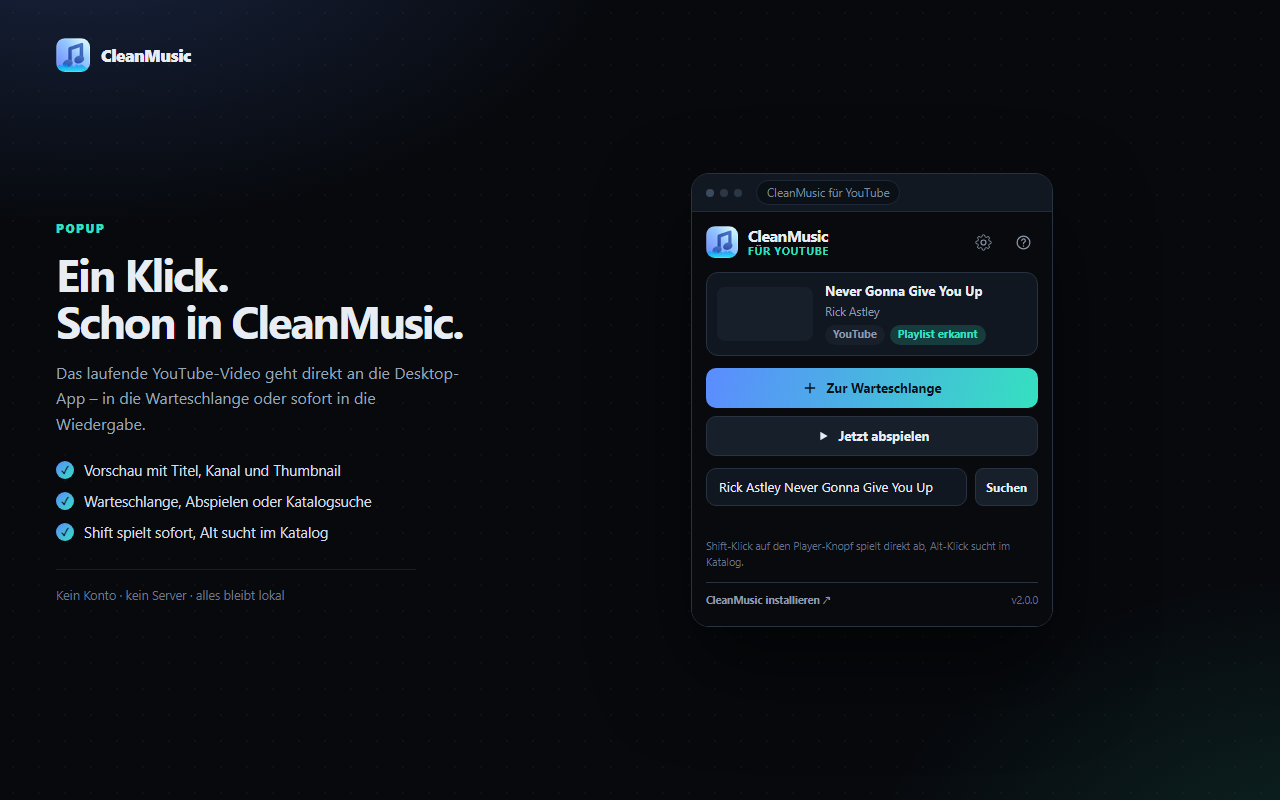 CleanMusic
POPUP
Ein Klick.
Schon in CleanMusic.
Das laufende YouTube-Video geht direkt an die Desktop-
App – in die Warteschlange oder sofort in die
Wiedergabe.
Vorschau mit Titel, Kanal und Thumbnail
Warteschlange, Abspielen oder Katalogsuche
Shift spielt sofort, Alt sucht im Katalog
Kein Konto · kein Server · alles bleibt lokal
CleanMusic für YouTube
CleanMusic
FÜR YOUTUBE
Never Gonna Give You Up
Rick Astley
YouTube Playlist erkannt
Zur Warteschlange
Jetzt abspielen
Rick Astley Never Gonna Give You Up Suchen
Shift-Klick auf den Player-Knopf spielt direkt ab, Alt-Klick sucht im
Katalog.
CleanMusic installieren ↗ v2.0.0